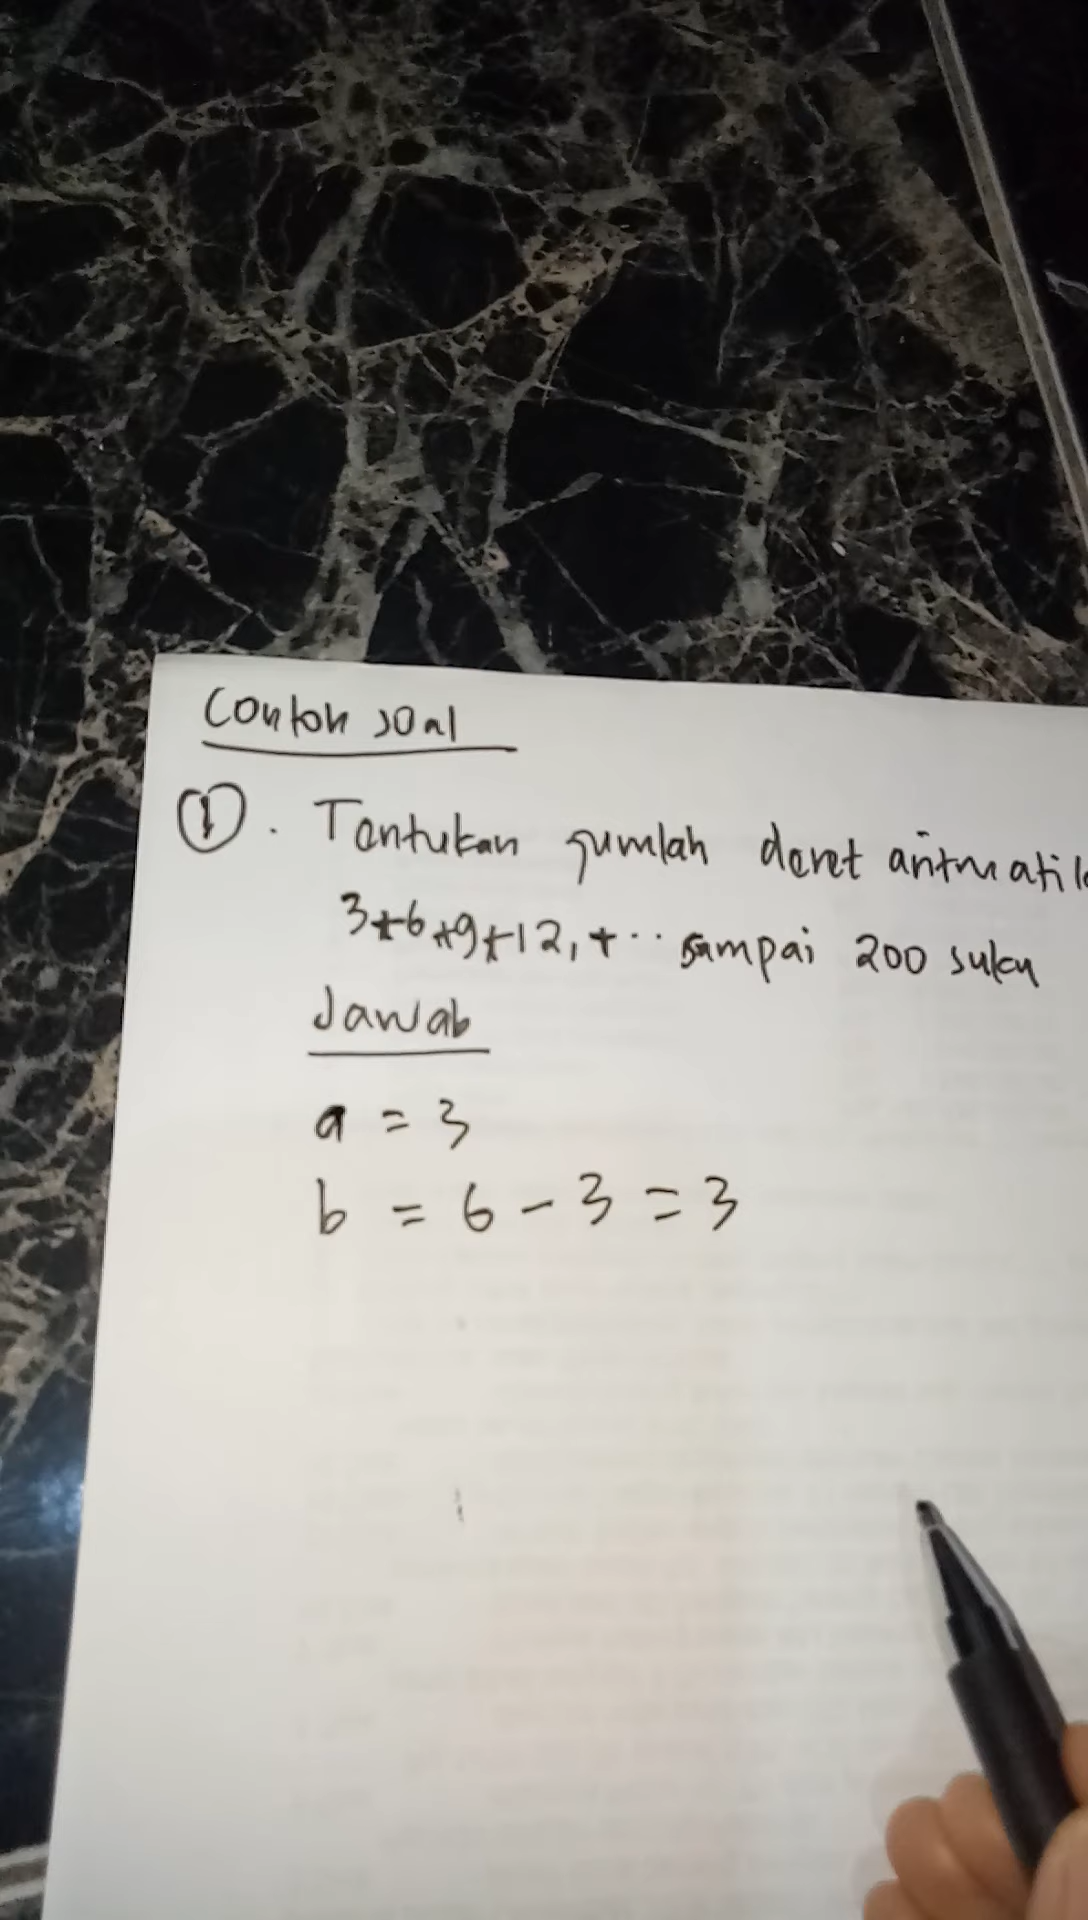 Contoh soal
1. Tentukan jumlah deret aritmatik
3+6+9+12,+.. sampai 200 suku
Jawab
a = 3
b = 6 - 3 = 3